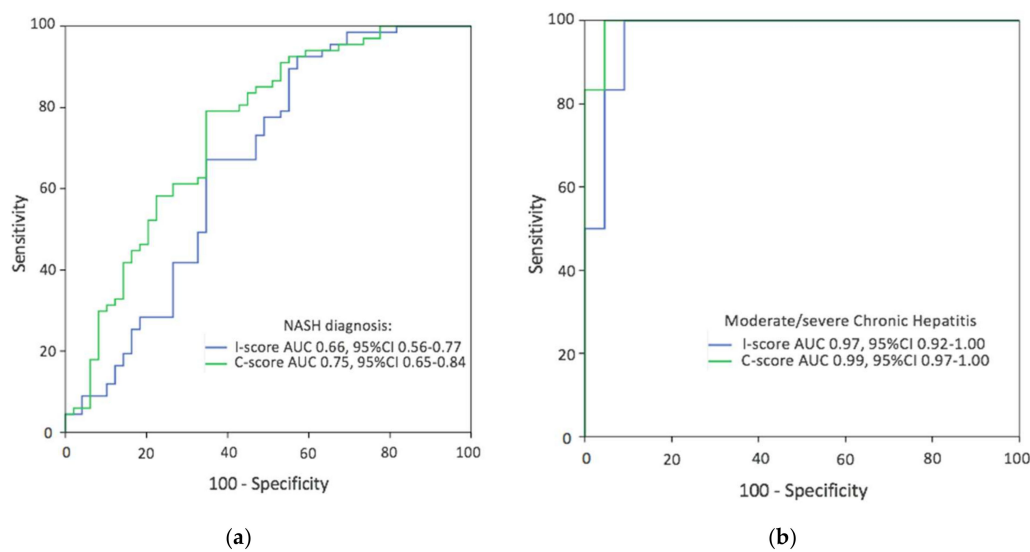 100
80
60
40
20
0
Sensitivity
NASH diagnosis:
I-score AUC 0.66, 95%CI 0.56-0.77
C-score AUC 0.75, 95%CI 0.65-0.84
0 20 40 60 80 100
100 - Specificity
(a)
100
80
60
40
20
0
Sensitivity
Moderate/severe Chronic Hepatitis
I-score AUC 0.97, 95%CI 0.92-1.00
C-score AUC 0.99, 95%CI 0.97-1.00
0 20 40 60 80 100
100 - Specificity
(b)